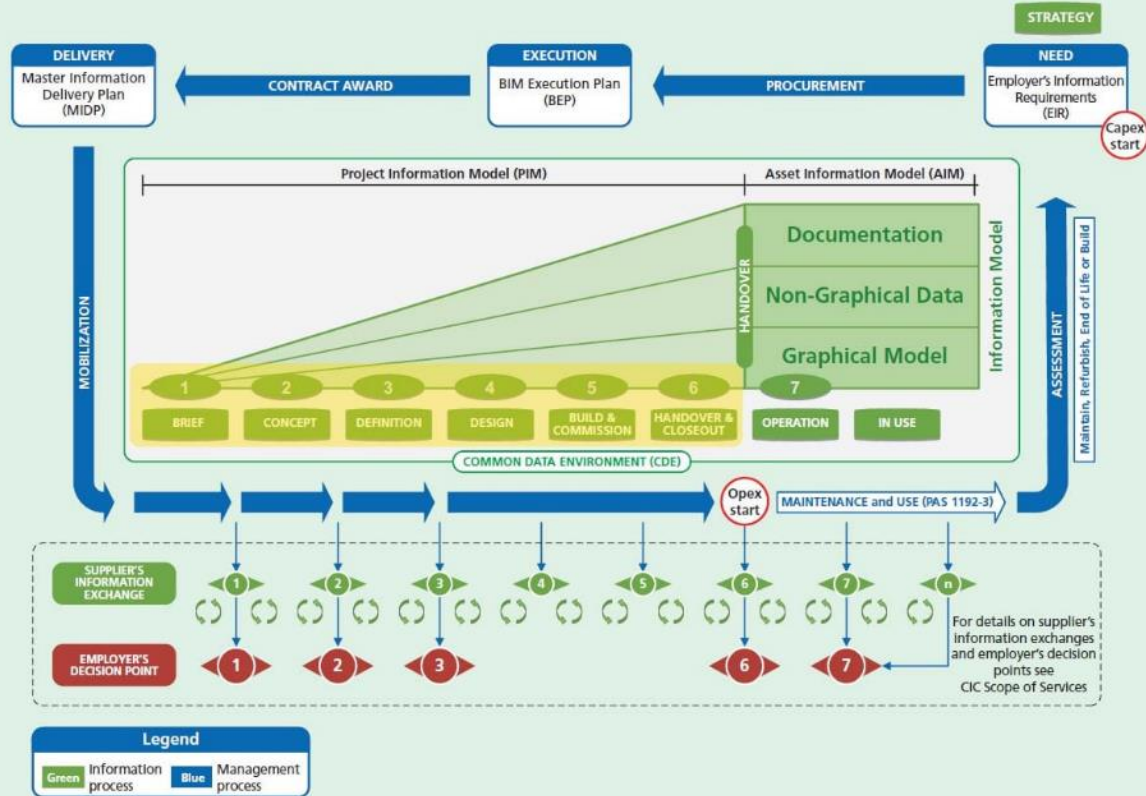 STRATEGY
DELIVERY
Master Information
Delivery Plan
(MIDP)
CONTRACT AWARD
EXECUTION
BIM Execution Plan
(BEP)
PROCUREMENT
NEED
Employer's Information
Requirements
(EIR)
Capex
start
Project Information Model (PIM)
Asset Information Model (AIM)
MOBILIZATION
HANDOVER
Documentation
Non-Graphical Data
Graphical Model
Information Model
ASSESSMENT
Maintain, Refurbish, End of Life or Build
1
2
3
4
5
6
7
BRIEF
CONCEPT
DEFINITION
DESIGN
BUILD &
COMMISSION
HANDOVER &
CLOSEOUT
OPERATION
IN USE
COMMON DATA ENVIRONMENT (CDE)
Opex
start
MAINTENANCE and USE (PAS 1192-3)
SUPPLIER'S
INFORMATION
EXCHANGE
1
2
3
4
5
6
7
n
EMPLOYER'S
DECISION POINT
1
2
3
6
7
For details on supplier's
information exchanges
and employer's decision
points see
CIC Scope of Services
Legend
Green
Information
process
Blue
Management
process